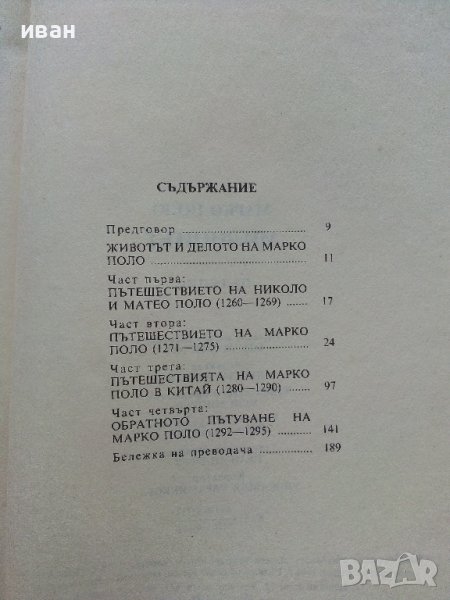 иван
СЪДЪРЖАНИЕ
Предговор 9
ЖИВОТЪТ И ДЕЛОТО НА МАРКО
ПОЛО 11
Част първа:
ПЪТЕШЕСТВИЕТО НА НИКОЛО
И МАТЕО ПОЛО (1260—1269) 17
Част втора:
ПЪТЕШЕСТВИЕТО НА МАРКО
ПОЛО (1271—1275) 24
Част трета:
ПЪТЕШЕСТВИЯТА НА МАРКО
ПОЛО В КИТАЙ (1280—1290) 97
Част четвърта:
ОБРАТНОТО ПЪТУВАНЕ НА
МАРКО ПОЛО (1292—1295) 141
Бележка на преводача 189
BAZAR